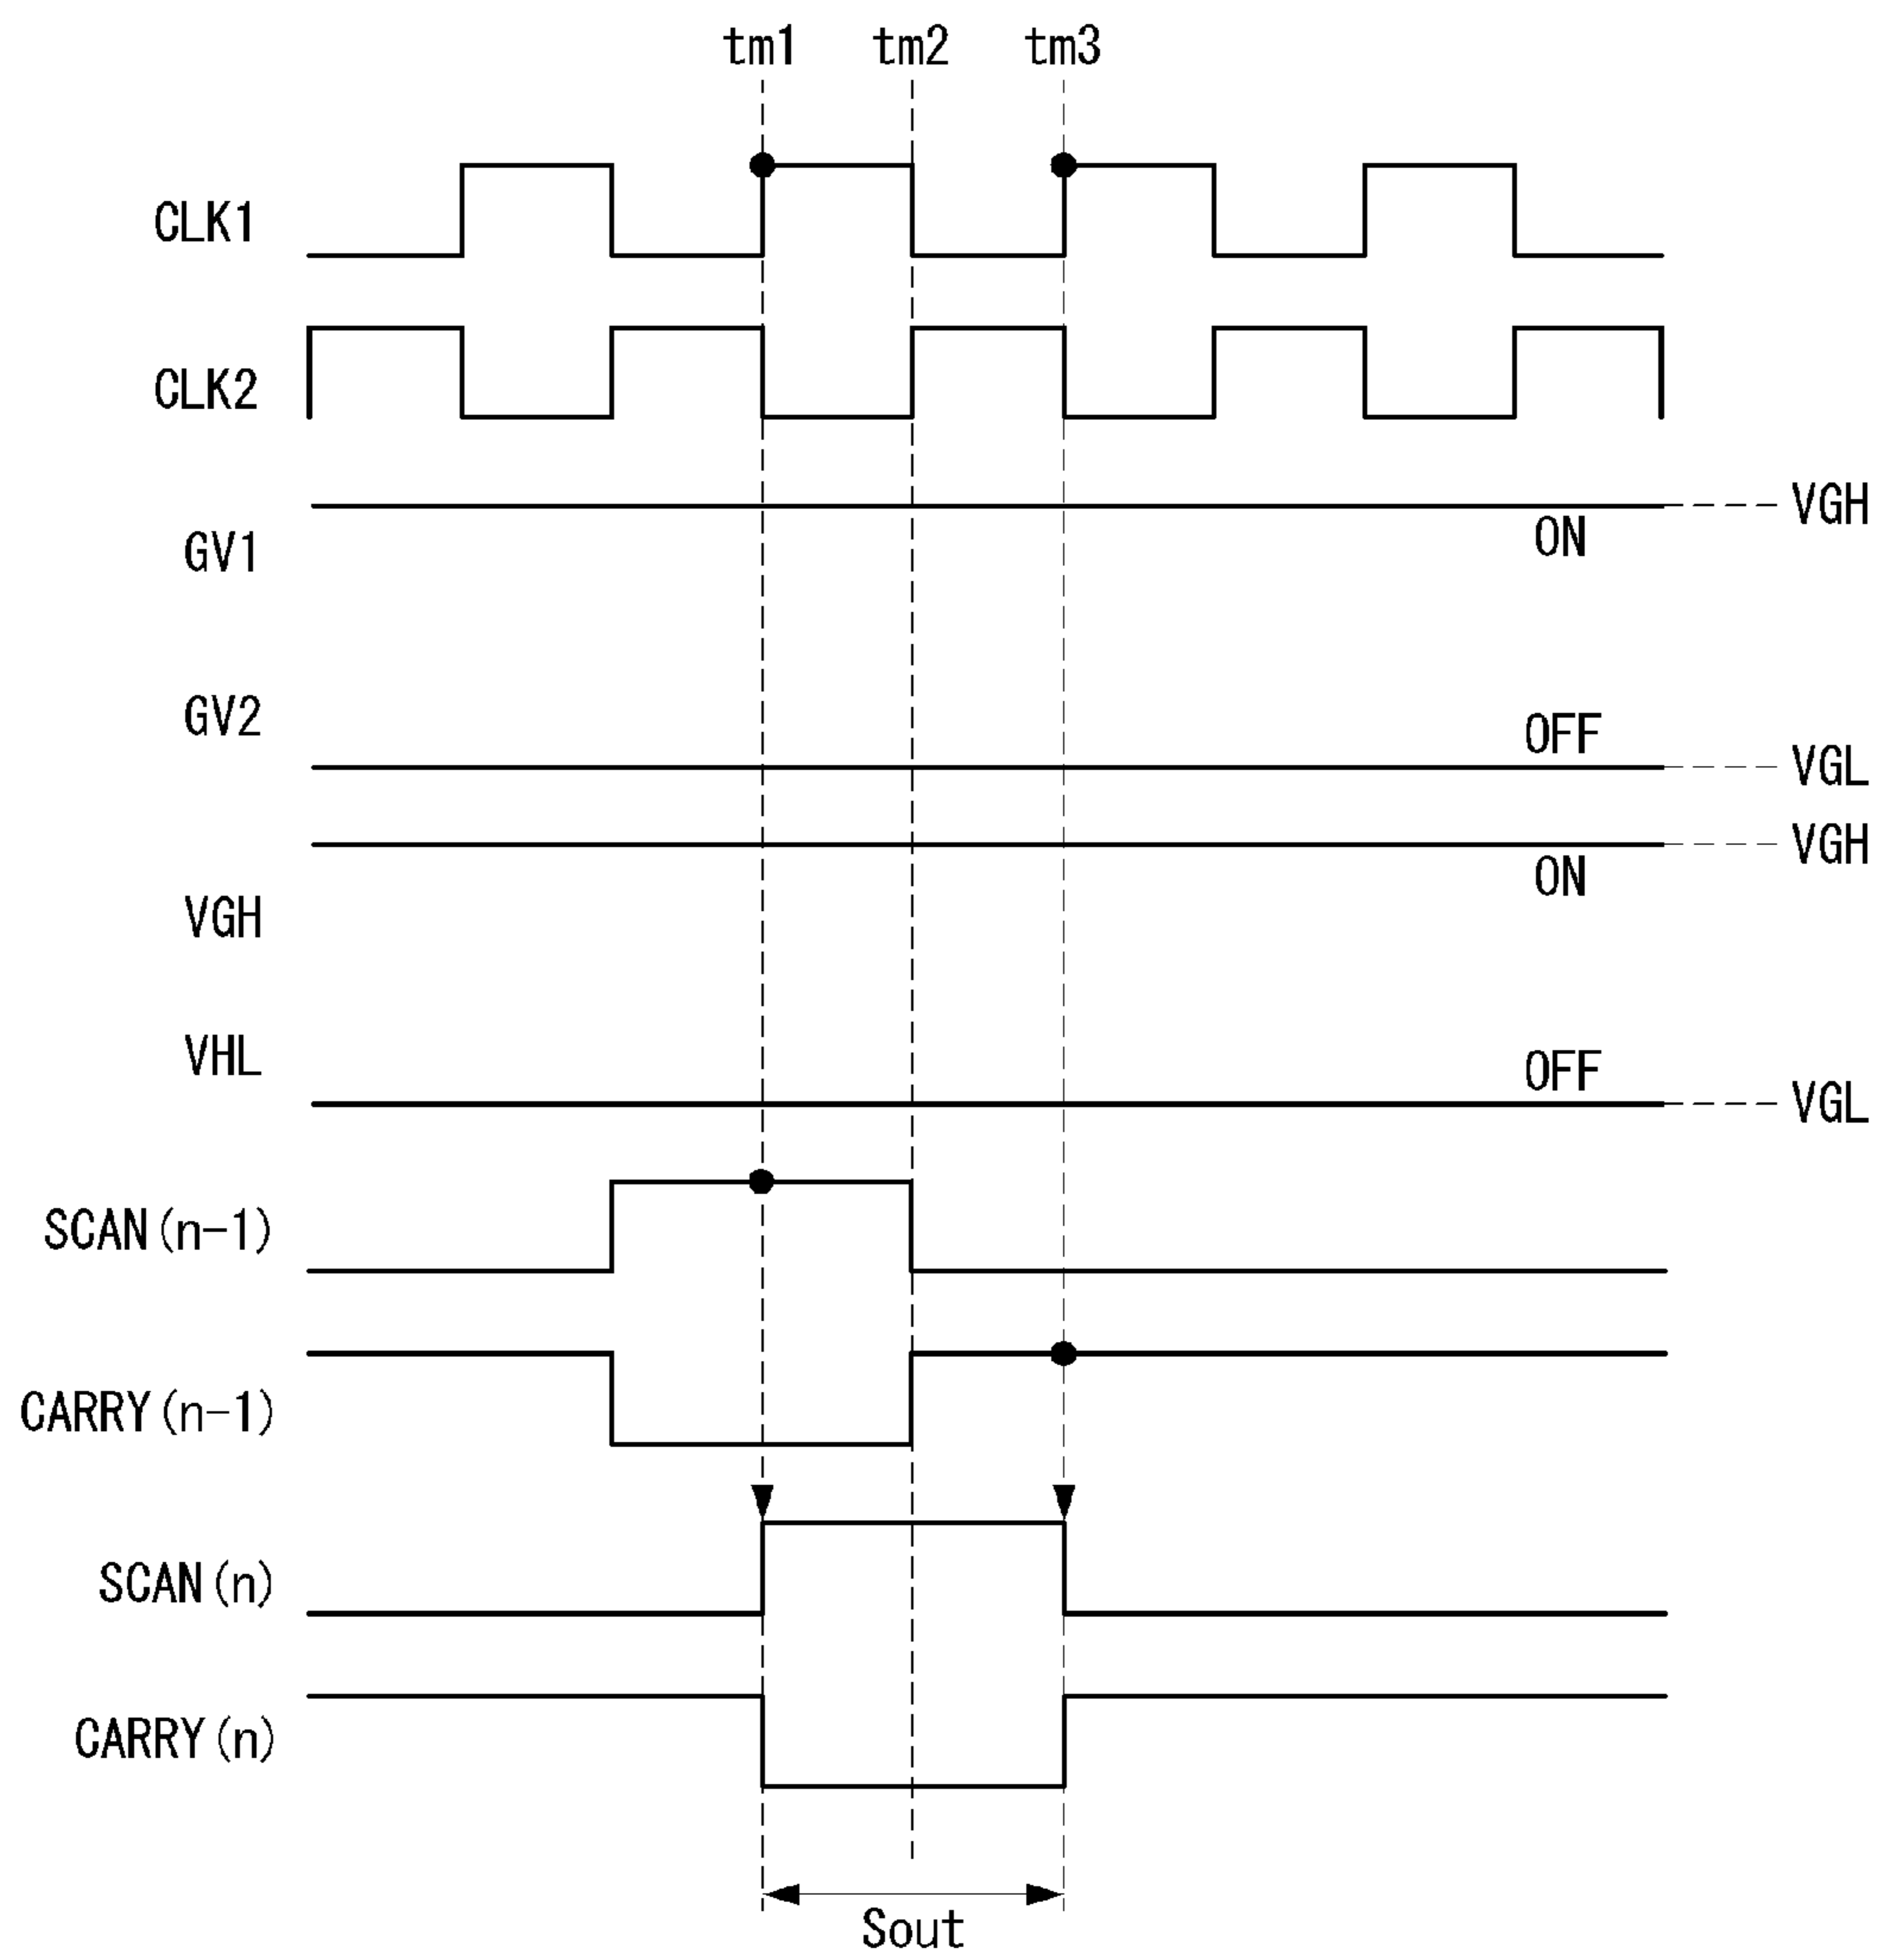 tm1 tm2 tm3
CLK1
CLK2
VGH
ON
GV1
GV2
OFF
VGL
VGH
ON
VGH
VHL
OFF
VGL
SCAN(n-1)
CARRY(n-1)
SCAN(n)
CARRY(n)
Sout